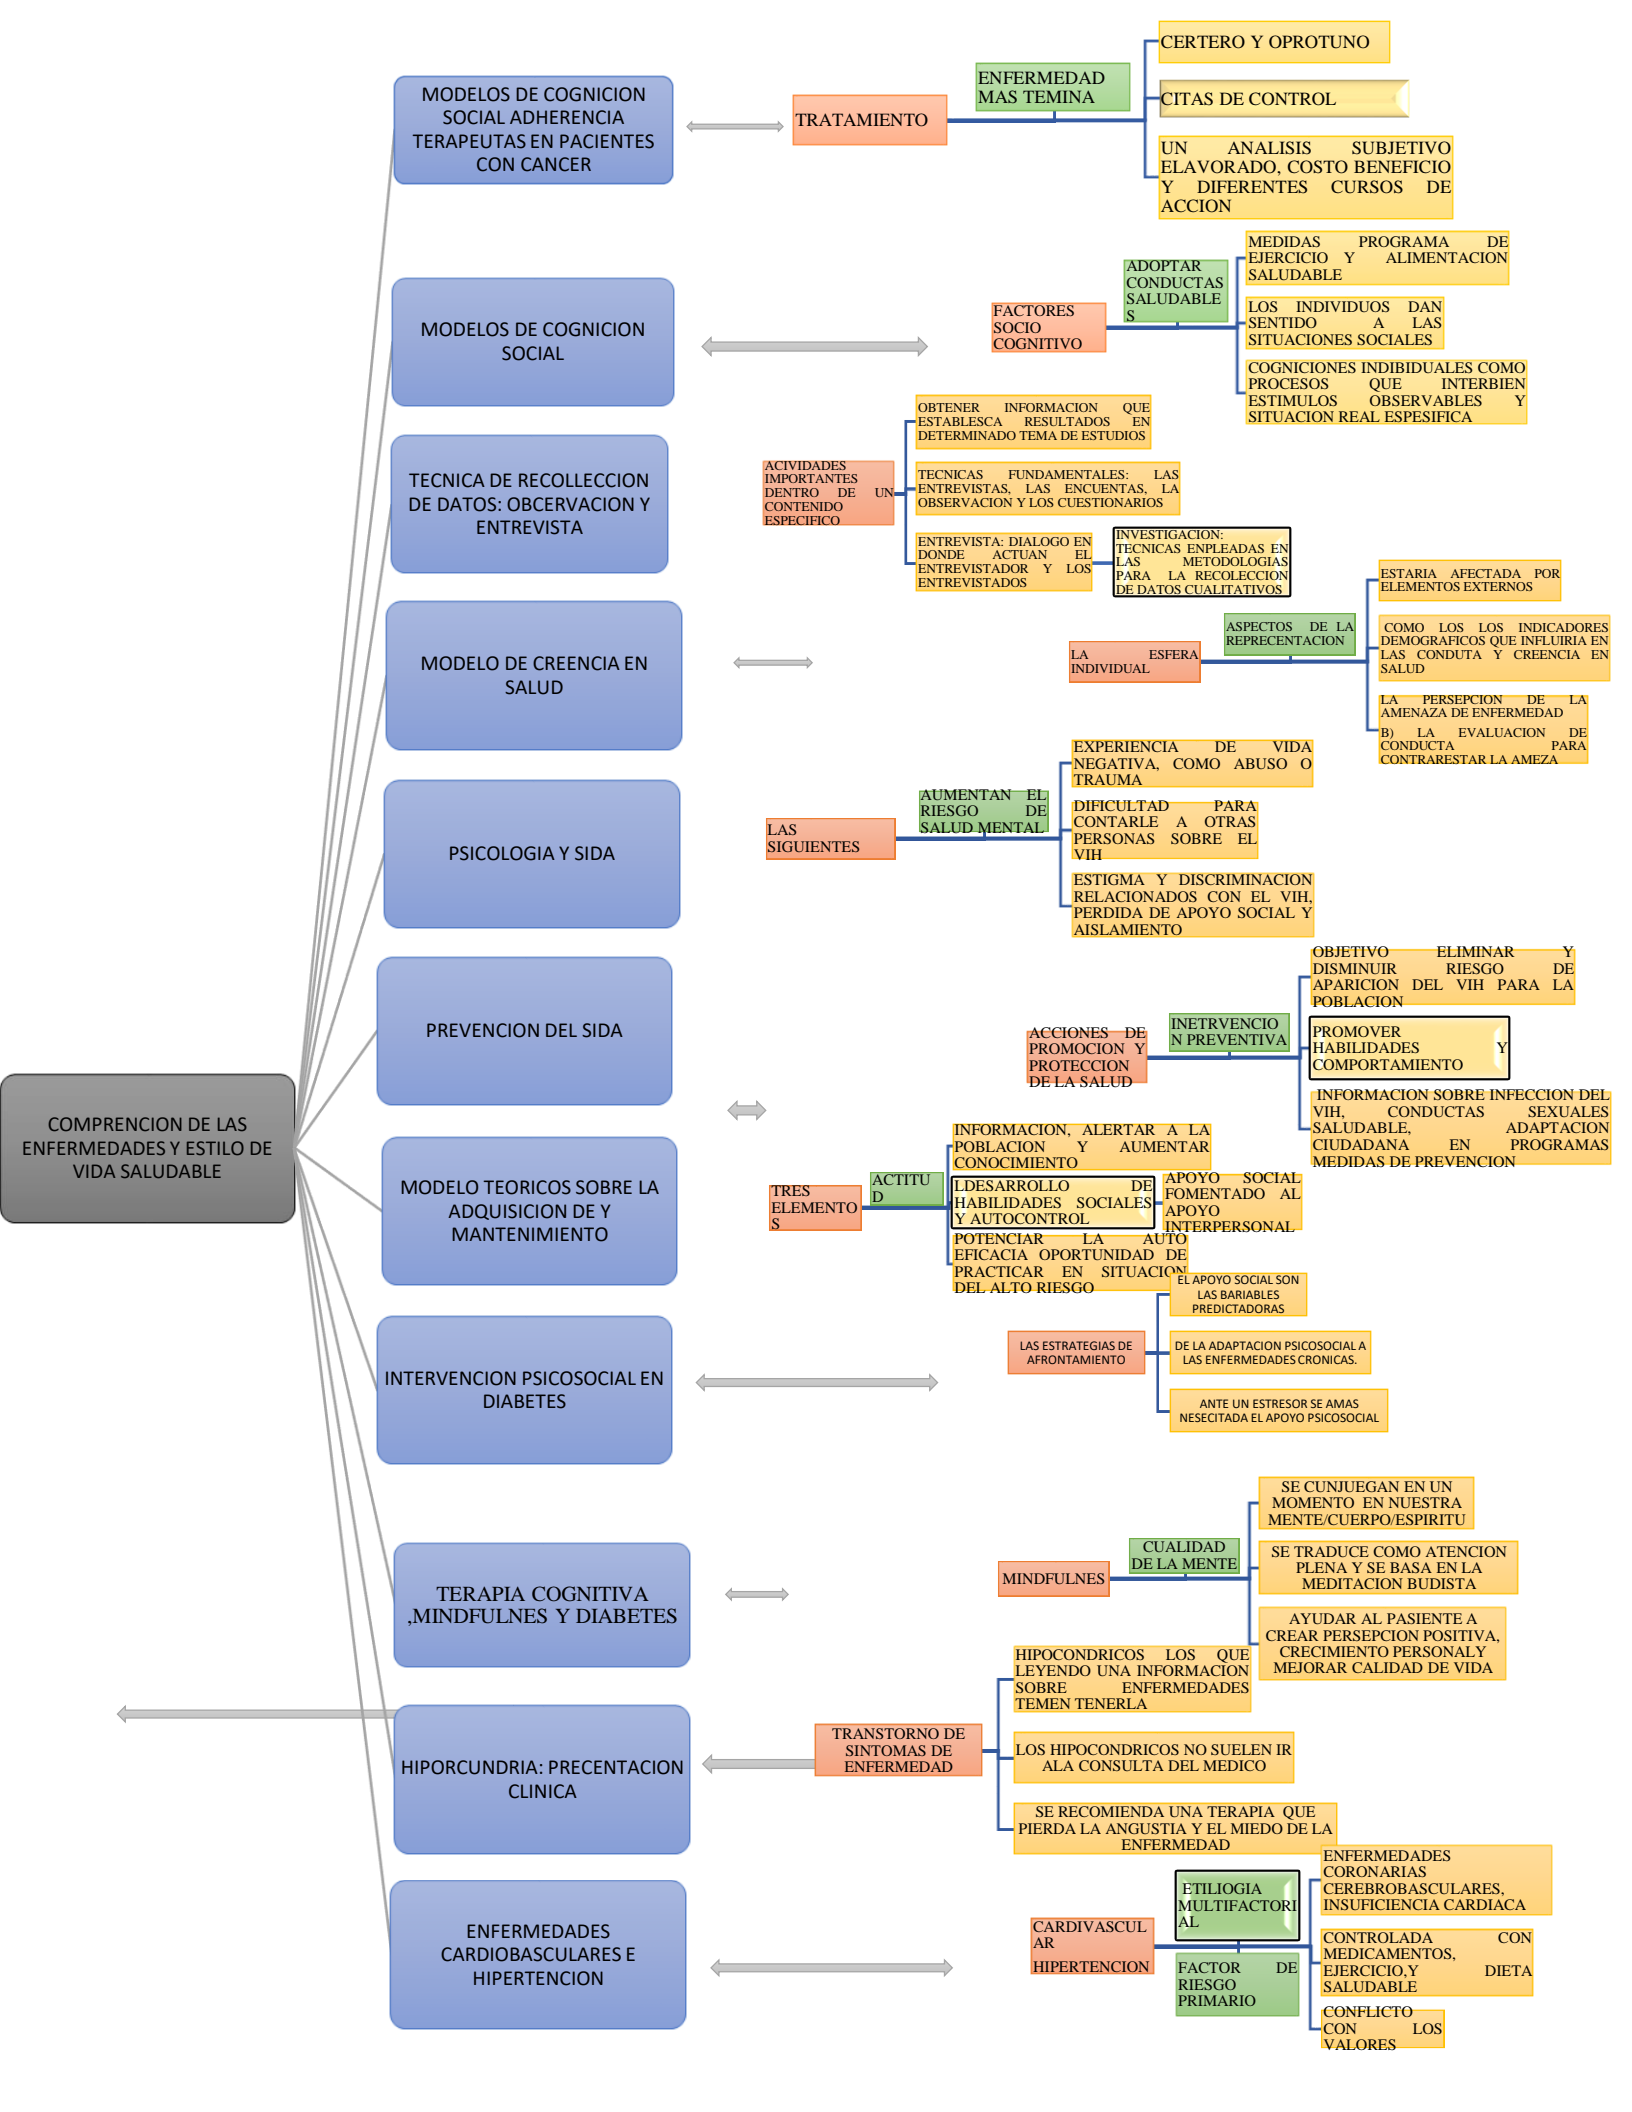 COMPRENCION DE LAS
ENFERMEDADES Y ESTILO DE
VIDA SALUDABLE
MODELOS DE COGNICION
SOCIAL ADHERENCIA
TERAPEUTAS EN PACIENTES
CON CANCER
TRATAMIENTO
ENFERMEDAD
MAS TEMINA
CERTERO Y OPROTUNO
CITAS DE CONTROL
UN ANALISIS SUBJETIVO
ELAVORADO, COSTO BENEFICIO
Y DIFERENTES CURSOS DE
ACCION
MODELOS DE COGNICION
SOCIAL
FACTORES
SOCIO
COGNITIVO
ADOPTAR
CONDUCTAS
SALUDABLE
S
MEDIDAS PROGRAMA DE
EJERCICIO Y ALIMENTACION
SALUDABLE
LOS INDIVIDUOS DAN
SENTIDO A LAS
SITUACIONES SOCIALES
COGNICIONES INDIBIDUALES COMO
PROCESOS QUE INTERBIEN
ESTIMULOS OBSERVABLES Y
SITUACION REAL ESPESIFICA
TECNICA DE RECOLLECCION
DE DATOS: OBCERVACION Y
ENTREVISTA
ACIVIDADES
IMPORTANTES
DENTRO DE UN
CONTENIDO
ESPECIFICO
OBTENER INFORMACION QUE
ESTABLESCA RESULTADOS EN
DETERMINADO TEMA DE ESTUDIOS
TECNICAS FUNDAMENTALES: LAS
ENTREVISTAS, LAS ENCUENTAS, LA
OBSERVACION Y LOS CUESTIONARIOS
ENTREVISTA: DIALOGO EN
DONDE ACTUAN EL
ENTREVISTADOR Y LOS
ENTREVISTADOS
INVESTIGACION:
TECNICAS ENPLEADAS EN
LAS METODOLOGIAS
PARA LA RECOLECCION
DE DATOS CUALITATIVOS
MODELO DE CREENCIA EN
SALUD
LA ESFERA
INDIVIDUAL
ASPECTOS DE LA
REPRECENTACION
ESTARIA AFECTADA POR
ELEMENTOS EXTERNOS
COMO LOS LOS INDICADORES
DEMOGRAFICOS QUE INFLUIRIA EN
LAS CONDUTA Y CREENCIA EN
SALUD
LA PERSEPCION DE LA
AMENAZA DE ENFERMEDAD
B) LA EVALUACION DE
CONDUCTA PARA
CONTRARESTAR LA AMEZA
PSICOLOGIA Y SIDA
LAS
SIGUIENTES
AUMENTAN EL
RIESGO DE
SALUD MENTAL
EXPERIENCIA DE VIDA
NEGATIVA, COMO ABUSO O
TRAUMA
DIFICULTAD PARA
CONTARLE A OTRAS
PERSONAS SOBRE EL
VIH
ESTIGMA Y DISCRIMINACION
RELACIONADOS CON EL VIH,
PERDIDA DE APOYO SOCIAL Y
AISLAMIENTO
PREVENCION DEL SIDA
ACCIONES DE
PROMOCION Y
PROTECCION
DE LA SALUD
INETRVENCIO
N PREVENTIVA
OBJETIVO ELIMINAR Y
DISMINUIR RIESGO DE
APARICION DEL VIH PARA LA
POBLACION
PROMOVER
HABILIDADES Y
COMPORTAMIENTO
INFORMACION SOBRE INFECCION DEL
VIH, CONDUCTAS SEXUALES
SALUDABLE, ADAPTACION
CIUDADANA EN PROGRAMAS
MEDIDAS DE PREVENCION
MODELO TEORICOS SOBRE LA
ADQUISICION DE Y
MANTENIMIENTO
TRES
ELEMENTO
S
ACTITU
D
INFORMACION, ALERTAR A LA
POBLACION Y AUMENTAR
CONOCIMIENTO
LDESARROLLO DE
HABILIDADES SOCIALES
Y AUTOCONTROL
APOYO SOCIAL
FOMENTADO AL
APOYO
INTERPERSONAL
POTENCIAR LA AUTO
EFICACIA OPORTUNIDAD DE
PRACTICAR EN SITUACION
DEL ALTO RIESGO
INTERVENCION PSICOSOCIAL EN
DIABETES
LAS ESTRATEGIAS DE
AFRONTAMIENTO
EL APOYO SOCIAL SON
LAS BARIABLES
PREDICTADORAS
DE LA ADAPTACION PSICOSOCIAL A
LAS ENFERMEDADES CRONICAS.
ANTE UN ESTRESOR SE AMAS
NESECITADA EL APOYO PSICOSOCIAL
TERAPIA COGNITIVA
,MINDFULNES Y DIABETES
MINDFULNES
CUALIDAD
DE LA MENTE
SE CUNJUEGAN EN UN
MOMENTO EN NUESTRA
MENTE/CUERPO/ESPIRITU
SE TRADUCE COMO ATENCION
PLENA Y SE BASA EN LA
MEDITACION BUDISTA
AYUDAR AL PASIENTE A
CREAR PERSEPCION POSITIVA,
CRECIMIENTO PERSONALY
MEJORAR CALIDAD DE VIDA
HIPORCUNDRIA: PRECENTACION
CLINICA
TRANSTORNO DE
SINTOMAS DE
ENFERMEDAD
HIPOCONDRICOS LOS QUE
LEYENDO UNA INFORMACION
SOBRE ENFERMEDADES
TEMEN TENERLA
LOS HIPOCONDRICOS NO SUELEN IR
ALA CONSULTA DEL MEDICO
SE RECOMIENDA UNA TERAPIA QUE
PIERDA LA ANGUSTIA Y EL MIEDO DE LA
ENFERMEDAD
ENFERMEDADES
CARDIOBASCULARES E
HIPERTENCION
CARDIVASCUL
AR
HIPERTENCION
ETILIOGIA
MULTIFACTORI
AL
FACTOR DE
RIESGO
PRIMARIO
ENFERMEDADES
CORONARIAS
CEREBROBASCULARES,
INSUFICIENCIA CARDIACA
CONTROLADA CON
MEDICAMENTOS,
EJERCICIO,Y DIETA
SALUDABLE
CONFLICTO
CON LOS
VALORES